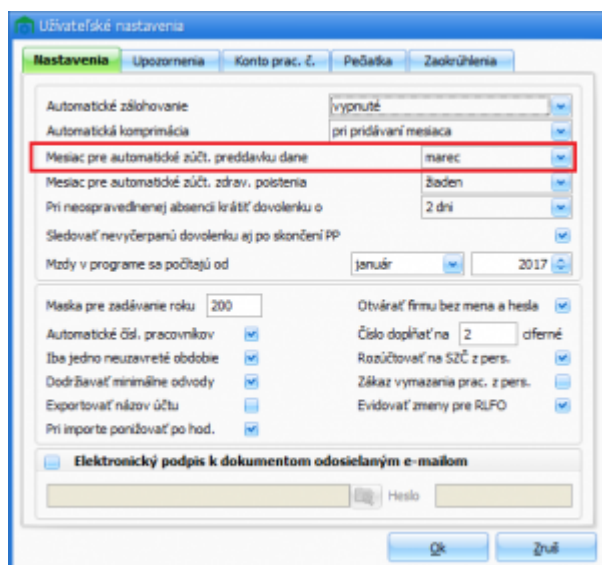 Užívateľské nastavenia
Nastavenia Upozornenia Konto prac. č. Pečiatka Zaokrúhlenia
Automatické zálohovanie vypnuté
Automatická komprimácia pri pridávaní mesiaca
Mesiac pre automatické zúčt. preddavku dane marec
Mesiac pre automatické zúčt. zdrav. poistenia žiaden
Pri neospravedlnenej absencí krátiť dovolenku o 2 dni
Sledovať nevyčerpanú dovolenku aj po skončení PP
Mzdy v programe sa počítajú od január 2017
Maska pre zadávanie roku 200 Otvárať firmu bez mena a hesla
Automatické čísl. pracovníkov Číslo dopĺňať na 2 ciferné
Iba jedno neuzavreté obdobie Rozúčtovať na SZČ z pers.
Dodržiavať minimálne odvody Zákaz vymazania prac. z pers.
Exportovať názov účtu Evidovať zmeny pre RLFO
Pri importe ponižovať po hod.
Elektronický podpis k dokumentom odosielaným e-mailom
Heslo
Ok Zruš